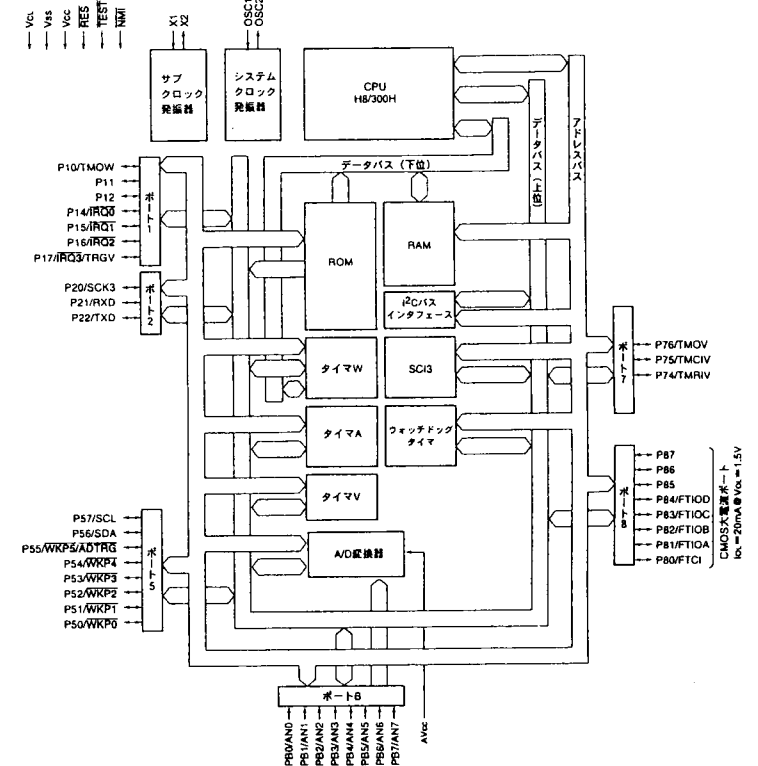 VCL
VSS
VCC
RES
TEST
NMI
X1
X2
OSC1
OSC2
サブ
クロック
発振器
システム
クロック
発振器
CPU
H8/300H
データバス（下位）
データバス（上位）
アドレスバス
P10/TMOW
P11
P12
P14/IRQ0
P15/IRQ1
P16/IRQ2
P17/IRQ3/TRGV
ポート1
P20/SCK3
P21/RXD
P22/TXD
ポート2
ROM
RAM
I²Cバス
インタフェース
タイマW
SCI3
タイマA
ウォッチドッグ
タイマ
タイマV
A/D変換器
P76/TMOV
P75/TMCIV
P74/TMRIV
ポート7
P87
P86
P85
P84/FTIOD
P83/FTIOC
P82/FTIOB
P81/FTIOA
P80/FTCI
ポート8
CMOS大電流ポート
IOL=20mA@VOL=1.5V
P57/SCL
P56/SDA
P55/WKP5/ADTRG
P54/WKP4
P53/WKP3
P52/WKP2
P51/WKP1
P50/WKP0
ポート5
ポートB
PB0/AN0
PB1/AN1
PB2/AN2
PB3/AN3
PB4/AN4
PB5/AN5
PB6/AN6
PB7/AN7
AVCC